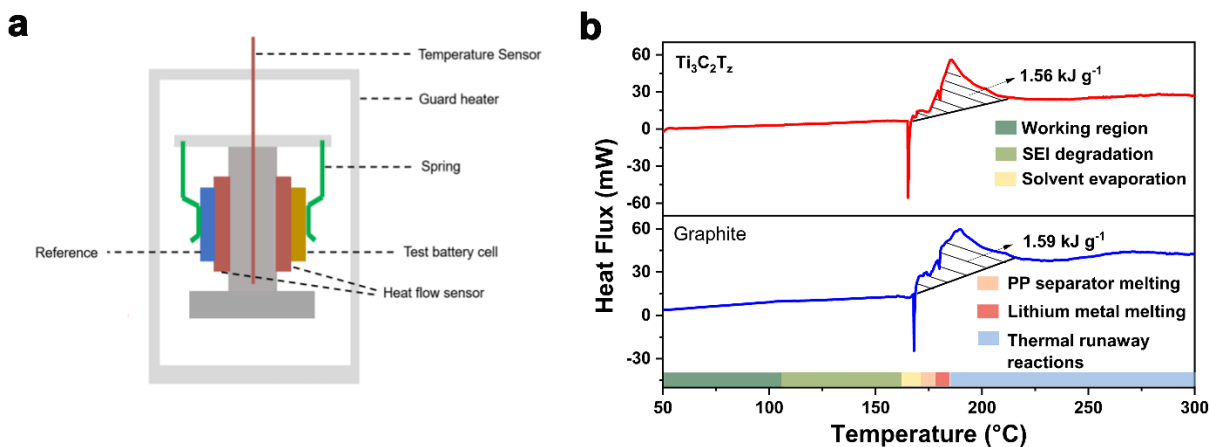 a
Temperature Sensor
Guard heater
Spring
Reference
Test battery cell
Heat flow sensor
b
Ti₃C₂T𝓏
1.56 kJ g⁻¹
Working region
SEI degradation
Solvent evaporation
60
30
0
-30
-60
Heat Flux (mW)
Graphite
1.59 kJ g⁻¹
PP separator melting
Lithium metal melting
Thermal runaway
reactions
60
30
0
-30
50
100
150
200
250
300
Temperature (°C)